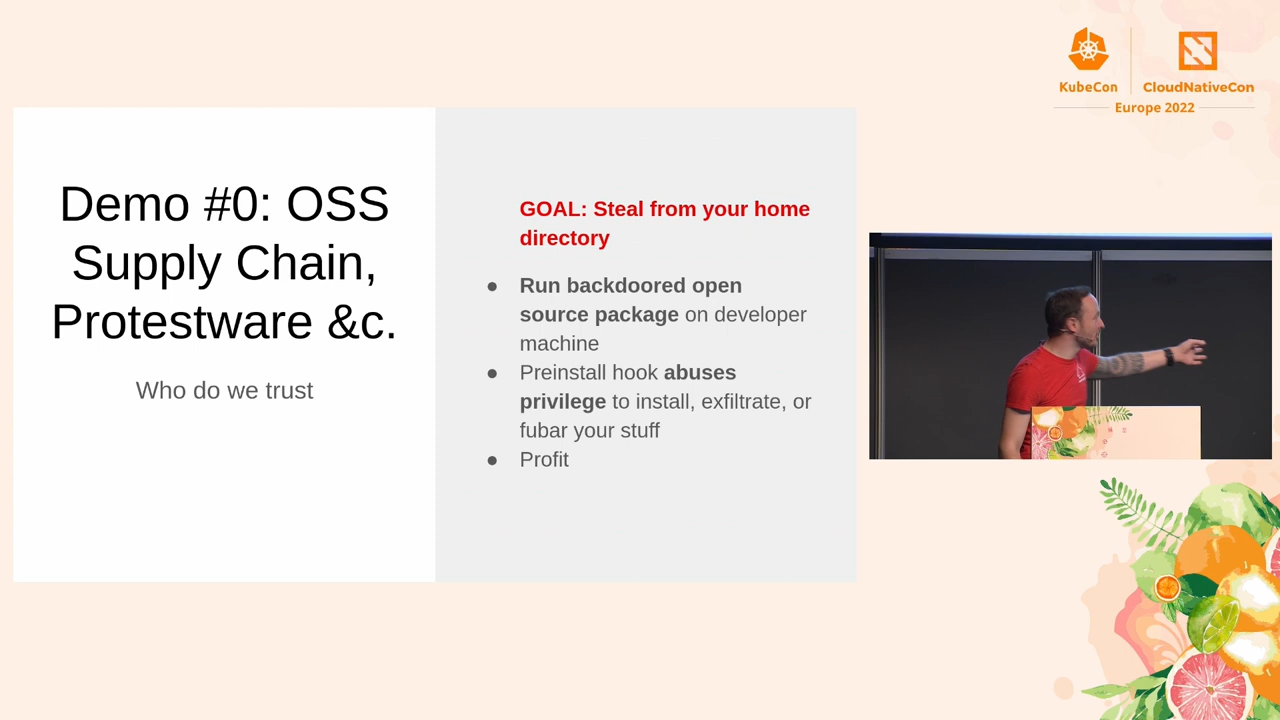 KubeCon
CloudNativeCon
Europe 2022
Demo #0: OSS
Supply Chain,
Protestware &c.
Who do we trust
GOAL: Steal from your home
directory
● Run backdoored open
source package on developer
machine
● Preinstall hook abuses
privilege to install, exfiltrate, or
fubar your stuff
● Profit